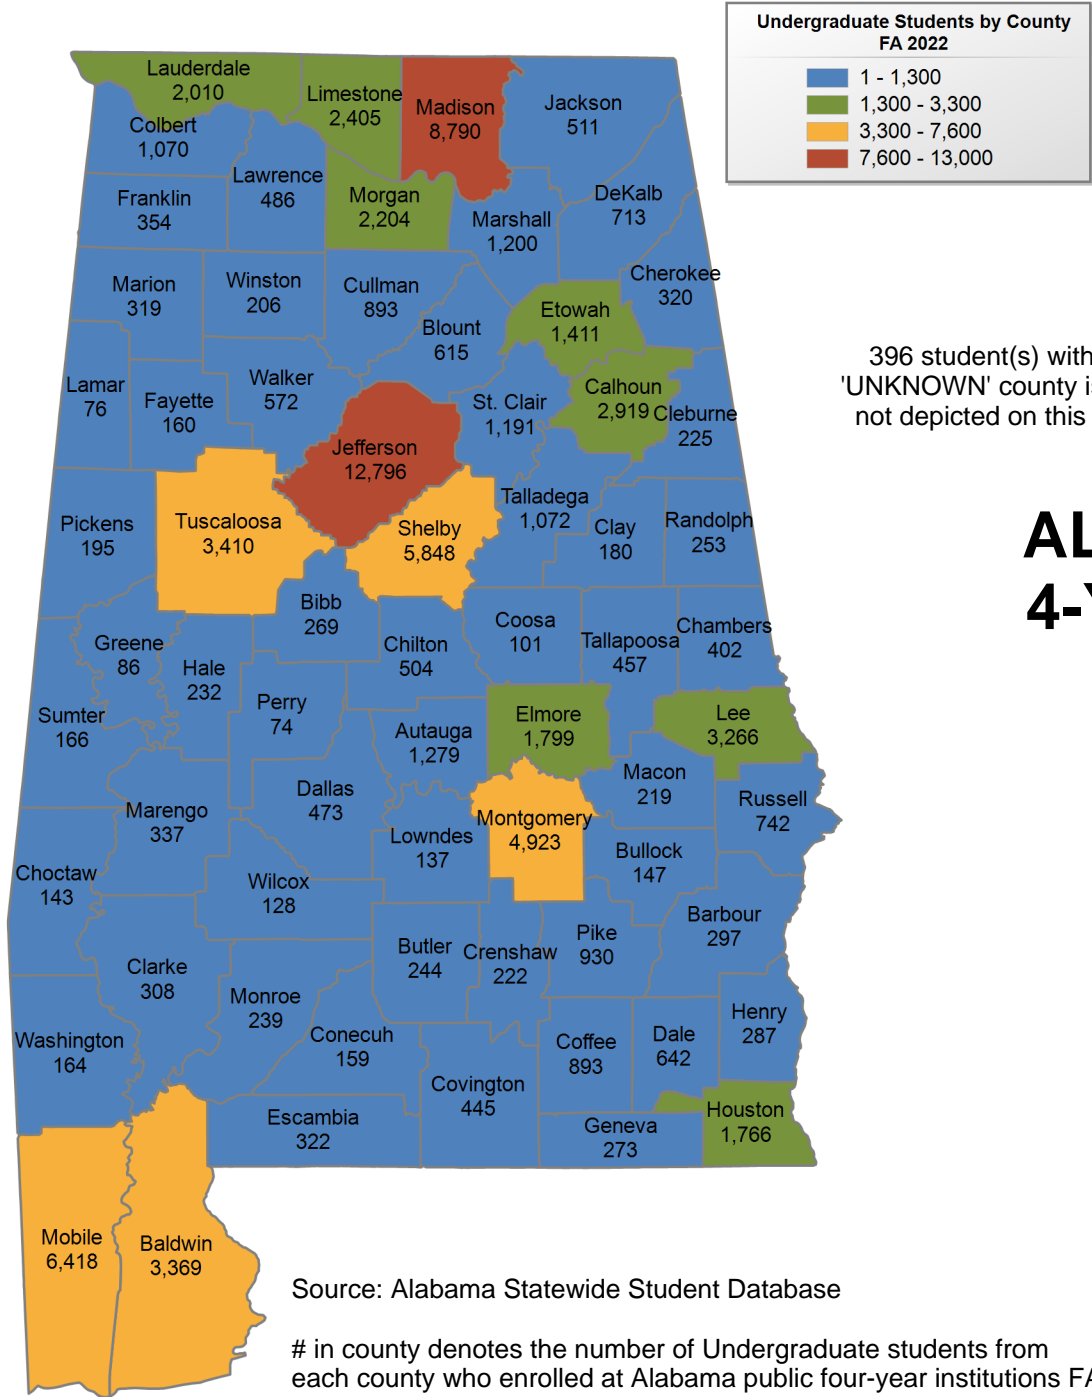 Undergraduate Students by County
FA 2022
1 - 1,300
1,300 - 3,300
3,300 - 7,600
7,600 - 13,000
Lauderdale
2,010
Limestone
2,405
Madison
8,790
Jackson
511
Colbert
1,070
Lawrence
486
Franklin
354
Morgan
2,204
Marshall
1,200
DeKalb
713
Marion
319
Winston
206
Cullman
893
Blount
615
Etowah
1,411
Cherokee
320
Lamar
76
Fayette
160
Walker
572
Jefferson
12,796
St. Clair
1,191
Calhoun
2,919
Cleburne
225
396 student(s) with
'UNKNOWN' county i
not depicted on this
Pickens
195
Tuscaloosa
3,410
Shelby
5,848
Talladega
1,072
Clay
180
Randolph
253
AL
4-Y
Greene
86
Hale
232
Bibb
269
Chilton
504
Coosa
101
Tallapoosa
457
Chambers
402
Sumter
166
Perry
74
Autauga
1,279
Elmore
1,799
Lee
3,266
Marengo
337
Dallas
473
Lowndes
137
Montgomery
4,923
Macon
219
Russell
742
Choctaw
143
Wilcox
128
Bullock
147
Barbour
297
Clarke
308
Monroe
239
Butler
244
Crenshaw
222
Pike
930
Henry
287
Washington
164
Conecuh
159
Covington
445
Coffee
893
Dale
642
Escambia
322
Geneva
273
Houston
1,766
Mobile
6,418
Baldwin
3,369
Source: Alabama Statewide Student Database
# in county denotes the number of Undergraduate students from
each county who enrolled at Alabama public four-year institutions FA